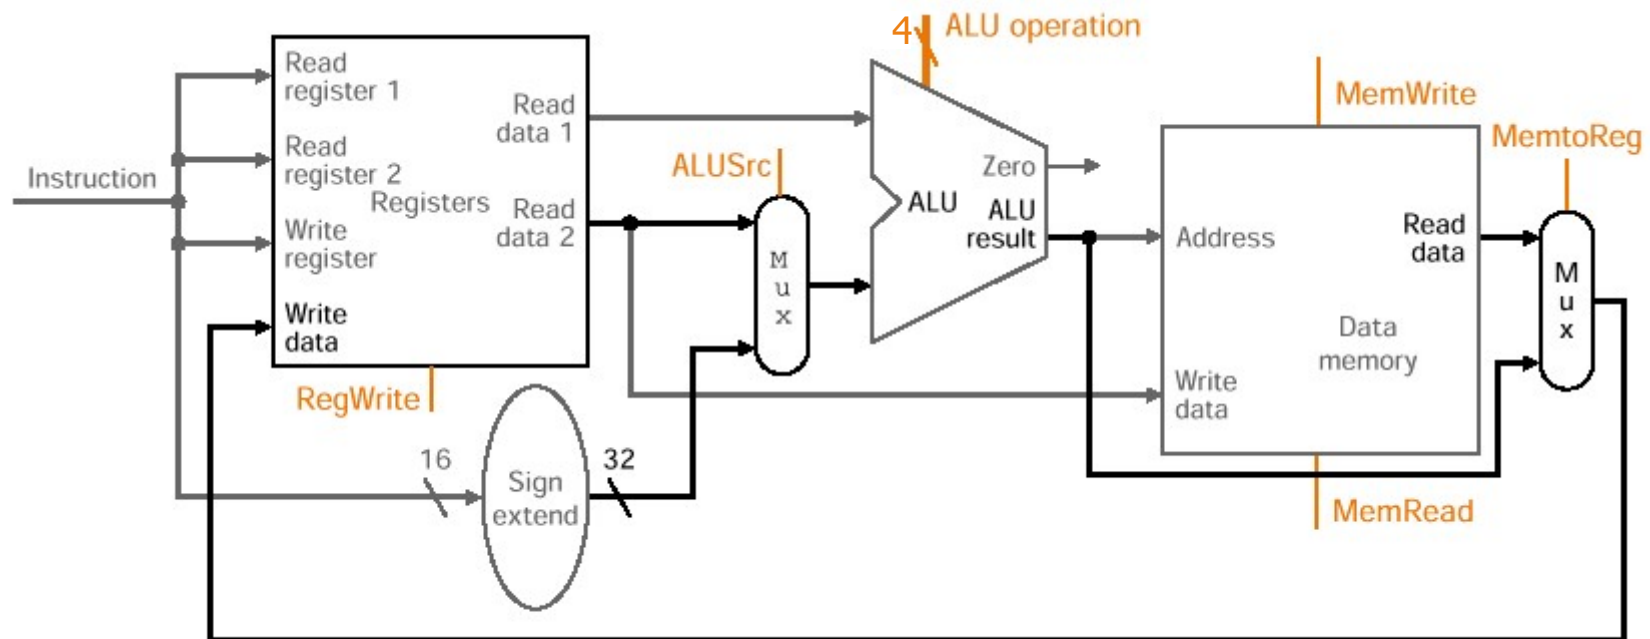 4
ALU operation
Read
register 1
Read
data 1
MemWrite
MemtoReg
Read
register 2
Instruction
Registers
ALUSrc
Zero
Read
data 2
ALU
ALU
result
Write
register
M
u
x
Address
Read
data
M
u
x
Write
data
Data
memory
RegWrite
Write
data
16
32
Sign
extend
MemRead